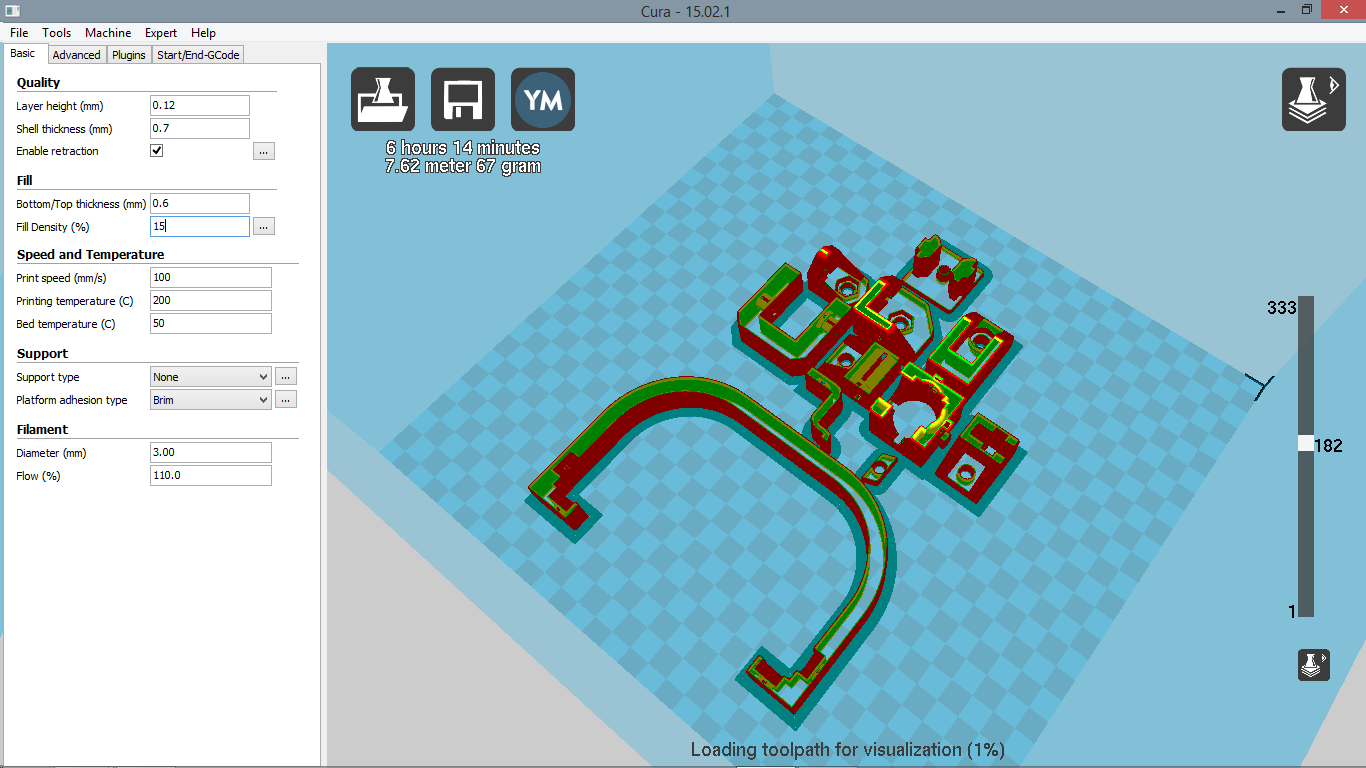 Cura - 15.02.1
File Tools Machine Expert Help
Basic Advanced Plugins Start/End-GCode
Quality
Layer height (mm) 0.12
Shell thickness (mm) 0.7
Enable retraction ...
Fill
Bottom/Top thickness (mm) 0.6
Fill Density (%) 15 ...
Speed and Temperature
Print speed (mm/s) 100
Printing temperature (C) 200
Bed temperature (C) 50
Support
Support type None ...
Platform adhesion type Brim ...
Filament
Diameter (mm) 3.00
Flow (%) 110.0
YM
6 hours 14 minutes
7.62 meter 67 gram
333
182
1
Loading toolpath for visualization (1%)